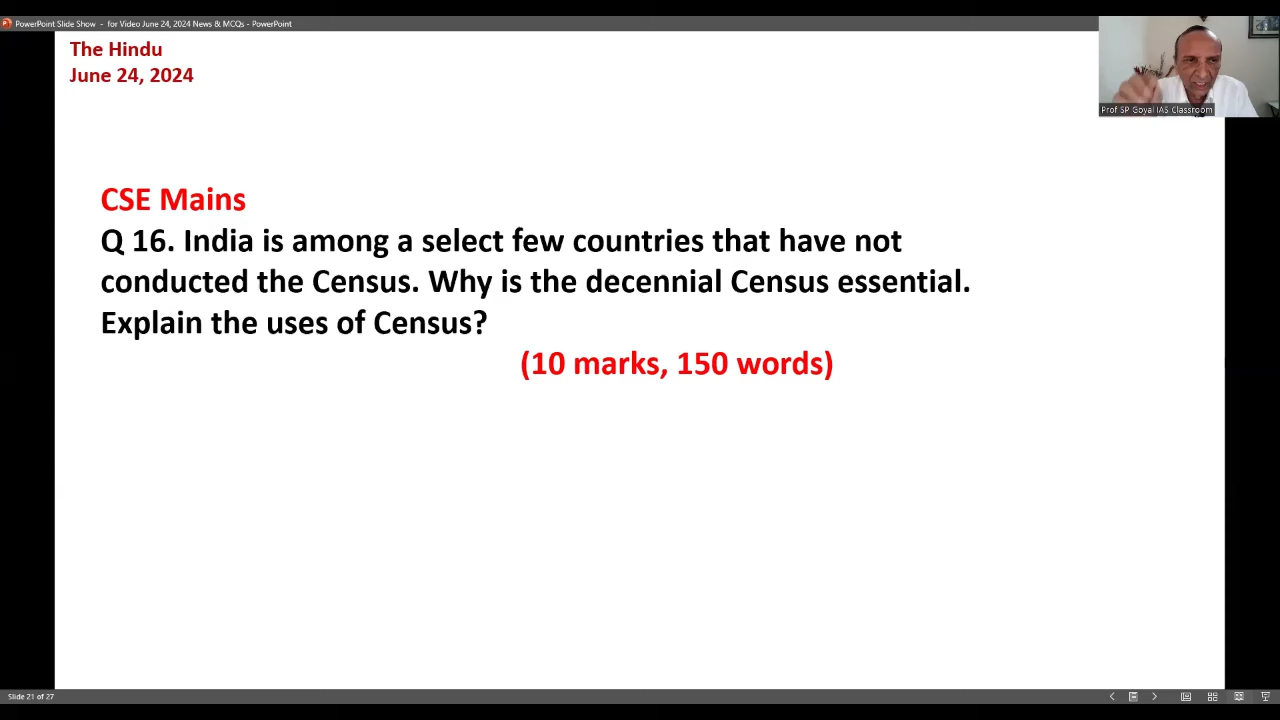 PowerPoint Slide Show - for Video June 24, 2024 News & MCQs - PowerPoint
The Hindu
June 24, 2024
Prof SP Goyal IAS Classroom
CSE Mains
Q 16. India is among a select few countries that have not
conducted the Census. Why is the decennial Census essential.
Explain the uses of Census?
(10 marks, 150 words)
Slide 21 of 27